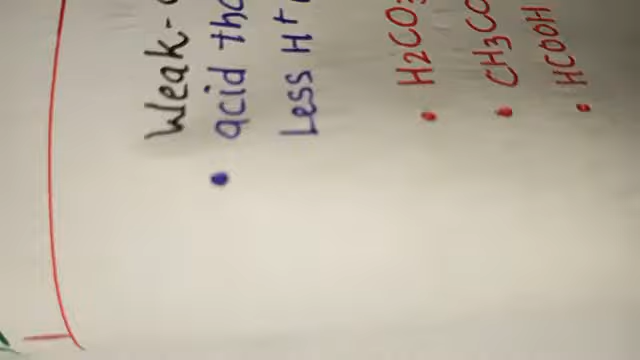 Weak-
• acid tha
Less H+
• H2CO3
• CH3CO
• HCOOH